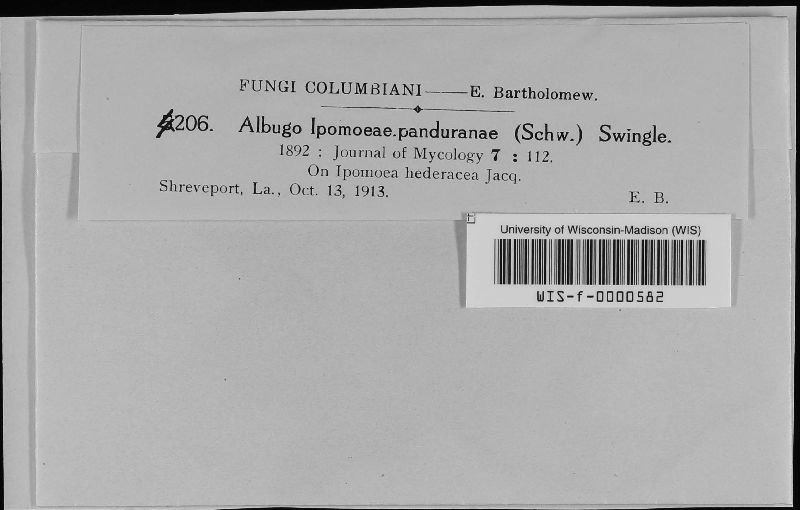 FUNGI COLUMBIANI——E. Bartholomew.
4206. Albugo Ipomoeae.panduranae (Schw.) Swingle.
1892 : Journal of Mycology 7 : 112.
On Ipomoea hederacea Jacq.
Shreveport, La., Oct. 13, 1913.
E. B.
University of Wisconsin-Madison (WIS)
WIS-f-0000582